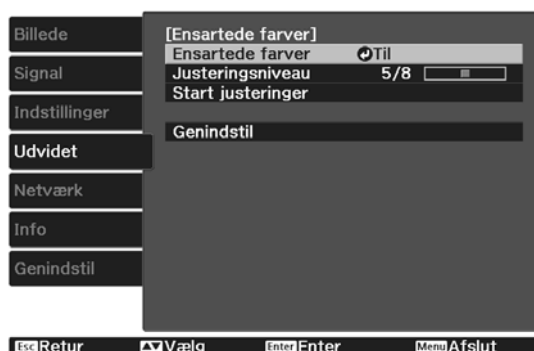 Billede
Signal
Indstillinger
Udvidet
Netværk
Info
Genindstil
[Ensartede farver]
Ensartede farver Til
Justeringsniveau 5/8
Start justeringer
Genindstil
Esc Retur Vælg Enter Enter Menu Afslut